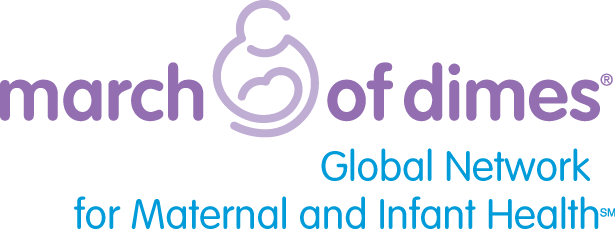 march of dimes®
Global Network
for Maternal and Infant Health℠